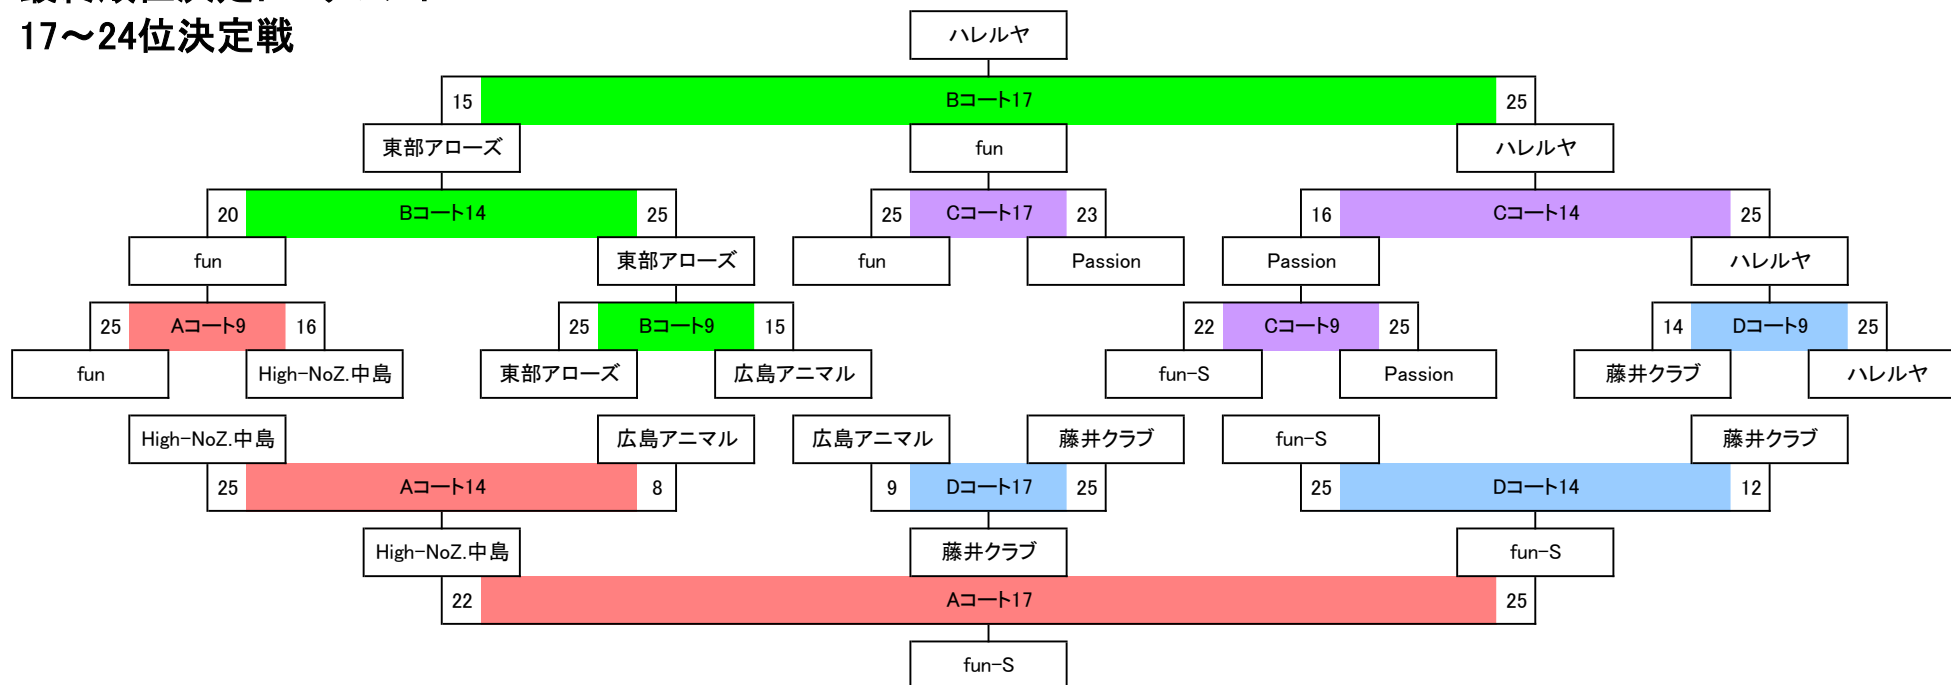 17～24位決定戦
ハレルヤ
15 Bコート17 25
東部アローズ fun ハレルヤ
20 Bコート14 25 25 Cコート17 23 16 Cコート14 25
fun 東部アローズ fun Passion Passion ハレルヤ
25 Aコート9 16 25 Bコート9 15 22 Cコート9 25 14 Dコート9 25
fun High-NoZ.中島 東部アローズ 広島アニマル fun-S Passion 藤井クラブ ハレルヤ
High-NoZ.中島 広島アニマル 広島アニマル 藤井クラブ fun-S 藤井クラブ
25 Aコート14 8 9 Dコート17 25 25 Dコート14 12
High-NoZ.中島 藤井クラブ fun-S
22 Aコート17 25
fun-S